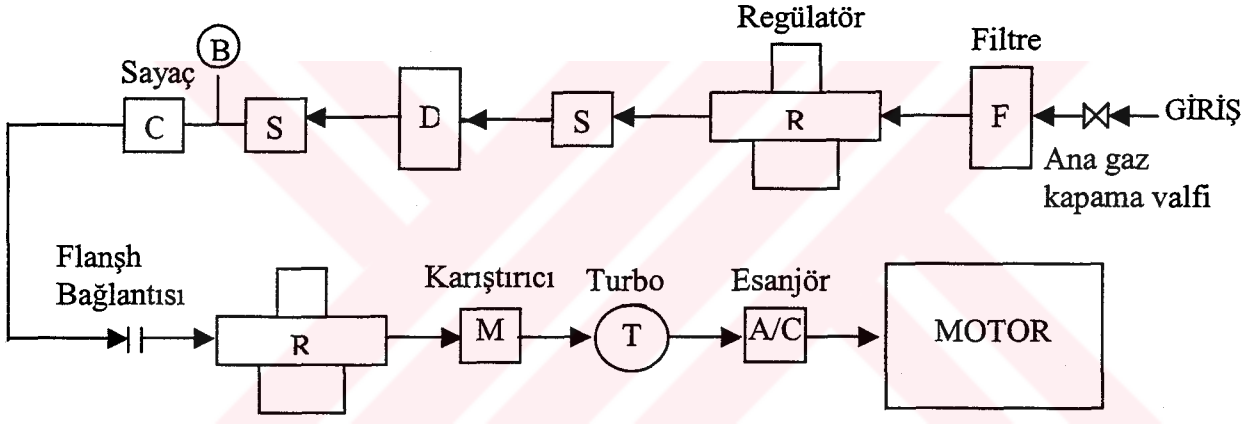 Regülatör
Filtre
B
Sayaç
C
S
D
S
R
F
GİRİŞ
Ana gaz
kapama valfi
Flanşh
Bağlantısı
Karıştırıcı
Turbo
Esanjör
R
M
T
A/C
MOTOR